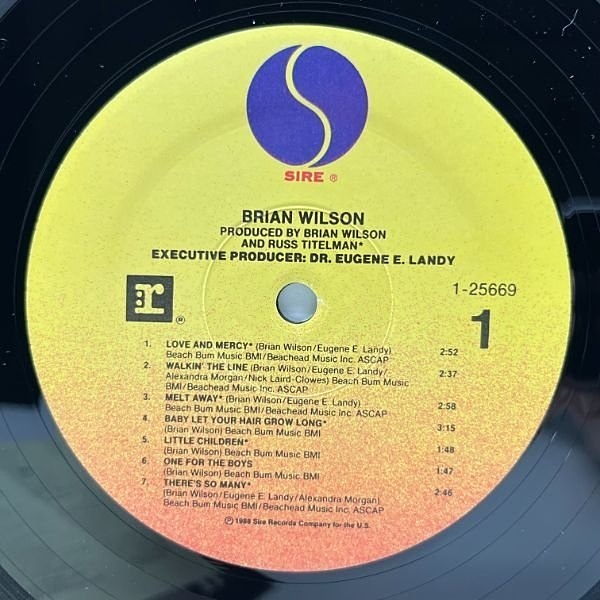 SIRE ®
BRIAN WILSON
PRODUCED BY BRIAN WILSON
AND RUSS TITELMAN*
EXECUTIVE PRODUCER: DR. EUGENE E. LANDY
r ®
1-25669
1
1. LOVE AND MERCY* (Brian Wilson/Eugene E. Landy)
Beach Bum Music BMI/Beachead Music Inc. ASCAP 2:52
2. WALKIN' THE LINE (Brian Wilson/Eugene E. Landy/
Alexandra Morgan/Nick Laird-Clowes) Beach Bum Music
BMI/Beachead Music Inc. ASCAP 2:37
3. MELT AWAY* (Brian Wilson/Eugene E. Landy)
Beach Bum Music BMI/Beachead Music Inc. ASCAP 2:58
4. BABY LET YOUR HAIR GROW LONG*
(Brian Wilson) Beach Bum Music BMI 3:15
5. LITTLE CHILDREN*
(Brian Wilson) Beach Bum Music BMI 1:48
6. ONE FOR THE BOYS
(Brian Wilson) Beach Bum Music BMI 1:47
7. THERE'S SO MANY*
(Brian Wilson/Eugene E. Landy/Alexandra Morgan)
Beach Bum Music BMI/Beachead Music Inc. ASCAP 2:46
℗© 1988 Sire Records Company for the U.S.